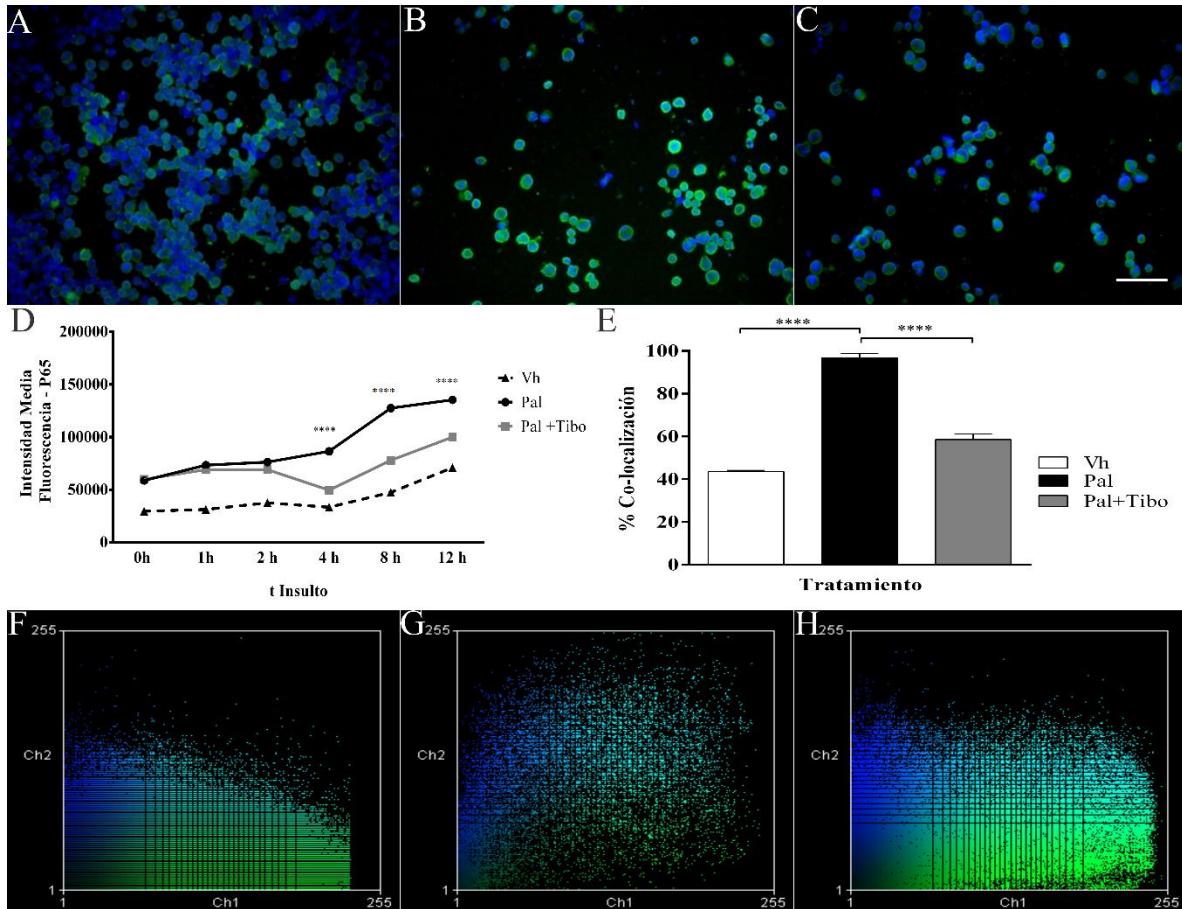 A
B
C
D
200000
150000
100000
50000
0
Intensidad Media
Fluorescencia - P65
****
****
****
0h
1h
2 h
4 h
8 h
12 h
t Insulto
Vh
Pal
Pal +Tibo
E
****
****
100
80
60
40
20
0
% Co-localización
Tratamiento
Vh
Pal
Pal+Tibo
F
255
Ch2
1
1
Ch1
255
G
255
Ch2
1
1
Ch1
255
H
255
Ch2
1
1
Ch1
255